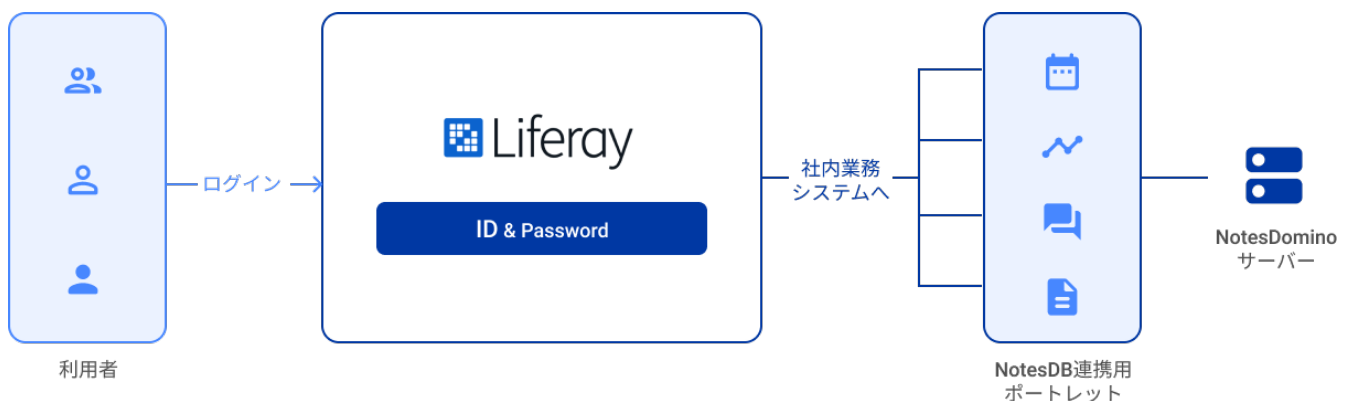 利用者
ログイン
Liferay
ID & Password
社内業務
システムへ
NotesDB連携用
ポートレット
NotesDomino
サーバー